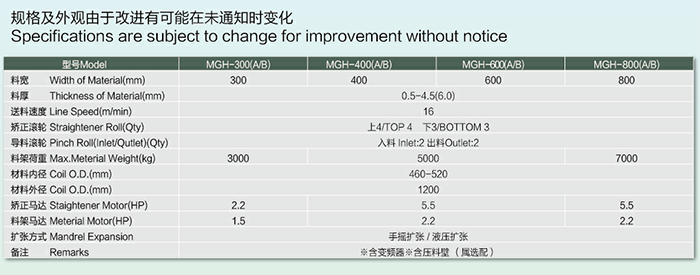 规格及外观由于改进有可能在未通知时变化
Specifications are subject to change for improvement without notice
型号Model MGH-300(A/B) MGH-400(A/B) MGH-600(A/B) MGH-800(A/B)
料宽 Width of Material(mm) 300 400 600 800
料厚 Thickness of Material(mm) 0.5-4.5(6.0)
送料速度 Line Speed(m/min) 16
矫正滚轮 Straightener Roll(Qty) 上4/TOP 4 下3/BOTTOM 3
导料滚轮 Pinch Roll(Inlet/Qutlet)(Qty) 入料 Inlet:2 出料Outlet:2
料架荷重 Max.Meterial Weight(kg) 3000 5000 7000
材料内径 Coil O.D.(mm) 460-520
材料外径 Coil O.D.(mm) 1200
矫正马达 Staightener Motor(HP) 2.2 5.5 5.5
料架马达 Meterial Motor(HP) 1.5 2.2 2.2
扩张方式 Mandrel Expansion 手摇扩张 / 液压扩张
备注 Remarks ※含变频器※含压料壁（ 属选配 ）